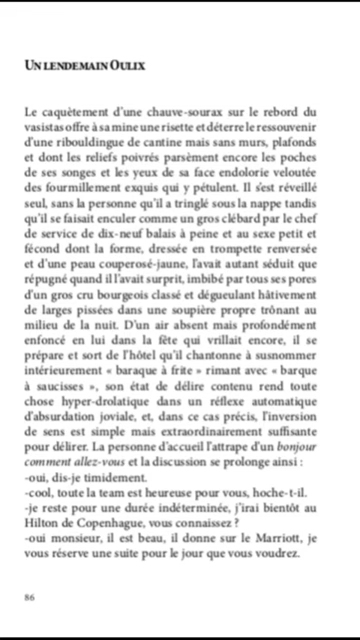 UN LENDEMAIN OULIX
Le caquètement d'une chauve-sourax sur le rebord du
vasistas offre à sa mine une risette et déterre le ressouvenir
d'une ribouldingue de cantine mais sans murs, plafonds
et dont les reliefs poivrés parsèment encore les poches
de ses songes et les yeux de sa face endolorie veloutée
des fourmillement exquis qui y pétulent. Il s'est réveillé
seul, sans la personne qu'il a tringlé sous la nappe tandis
qu'il se faisait enculer comme un gros clébard par le chef
de service de dix-neuf balais à peine et au sexe petit et
fécond dont la forme, dressée en trompette renversée
et d'une peau couperosé-jaune, l'avait autant séduit que
répugné quand il l'avait surprit, imbibé par tous ses pores
d'un gros cru bourgeois classé et dégueulant hâtivement
de larges pissées dans une soupière propre trônant au
milieu de la nuit. D'un air absent mais profondément
enfoncé en lui dans la fête qui vrillait encore, il se
prépare et sort de l'hôtel qu'il chantonne à susnommer
intérieurement « baraque à frite » rimant avec « barque
à saucisses », son état de délire contenu rend toute
chose hyper-drolatique dans un réflexe automatique
d'absurdation joviale, et, dans ce cas précis, l'inversion
de sens est simple mais extraordinairement suffisante
pour délirer. La personne d'accueil l'attrape d'un bonjour
comment allez-vous et la discussion se prolonge ainsi :
-oui, dis-je timidement.
-cool, toute la team est heureuse pour vous, hoche-t-il.
-je reste pour une durée indéterminée, j'irai bientôt au
Hilton de Copenhague, vous connaissez ?
-oui monsieur, il est beau, il donne sur le Marriott, je
vous réserve une suite pour le jour que vous voudrez.
86